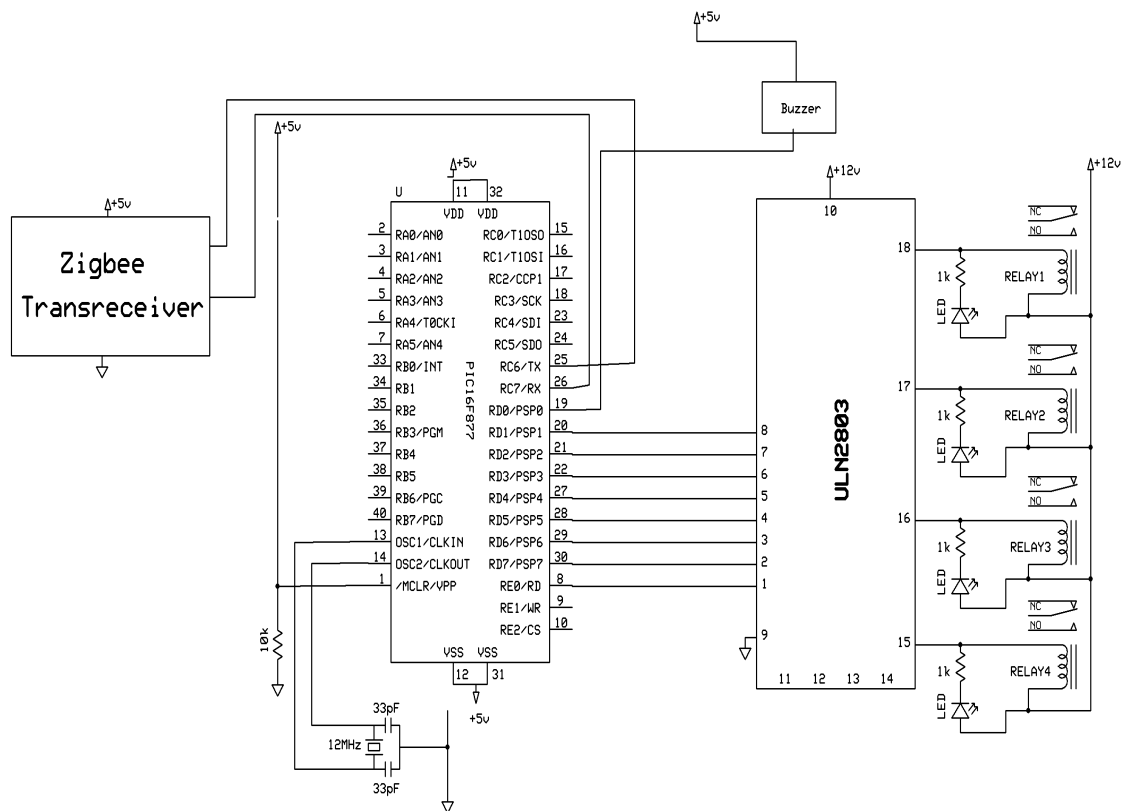 +5v
Buzzer
+5v
+5v
+5v
Zigbee
Transreceiver
U
11
32
VDD
VDD
2 RA0/AN0
3 RA1/AN1
4 RA2/AN2
5 RA3/AN3
6 RA4/T0CKI
7 RA5/AN4
33 RB0/INT
34 RB1
35 RB2
36 RB3/PGM
37 RB4
38 RB5
39 RB6/PGC
40 RB7/PGD
13 OSC1/CLKIN
14 OSC2/CLKOUT
1 /MCLR/VPP
PIC16F877
RC0/T1OSO 15
RC1/T1OSI 16
RC2/CCP1 17
RC3/SCK 18
RC4/SDI 23
RC5/SDO 24
RC6/TX 25
RC7/RX 26
RD0/PSP0 19
RD1/PSP1 20
RD2/PSP2 21
RD3/PSP3 22
RD4/PSP4 27
RD5/PSP5 28
RD6/PSP6 29
RD7/PSP7 30
RE0/RD 8
RE1/WR 9
RE2/CS 10
VSS
VSS
12
31
+5v
10k
33pF
12MHz
33pF
+12v
10
ULN2803
8
7
6
5
4
3
2
1
9
11
12
13
14
18
17
16
15
+12v
NC
NO
1k
RELAY1
LED
NC
NO
1k
RELAY2
LED
NC
NO
1k
RELAY3
LED
NC
NO
1k
RELAY4
LED